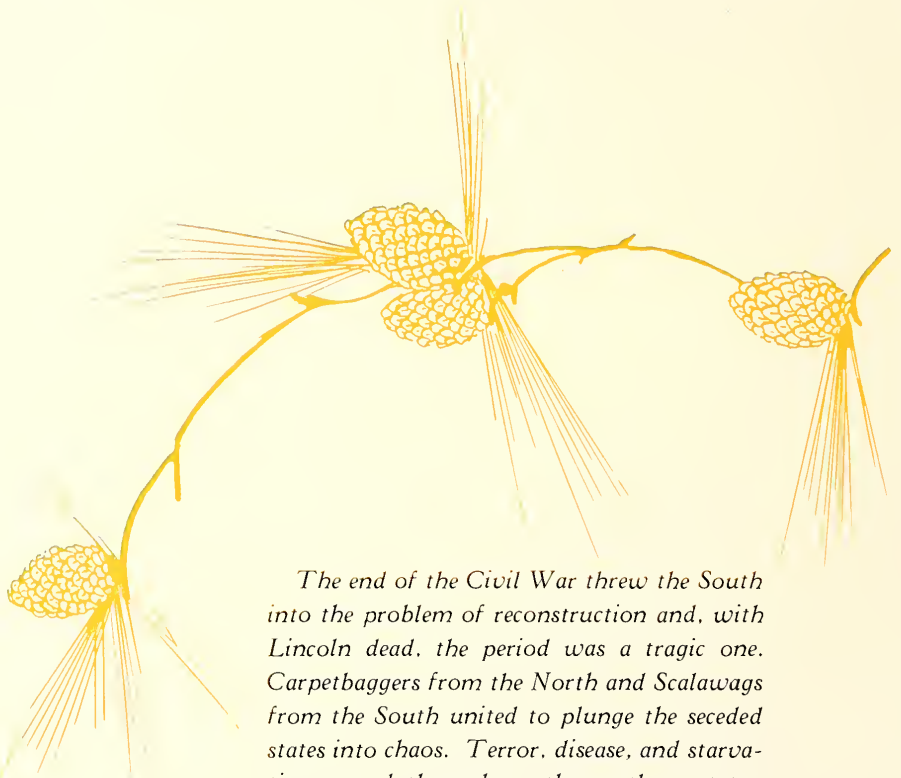 The end of the Civil War threw the South
into the problem of reconstruction and, with
Lincoln dead, the period was a tragic one.
Carpetbaggers from the North and Scalawags
from the South united to plunge the seceded
states into chaos. Terror, disease, and starva-